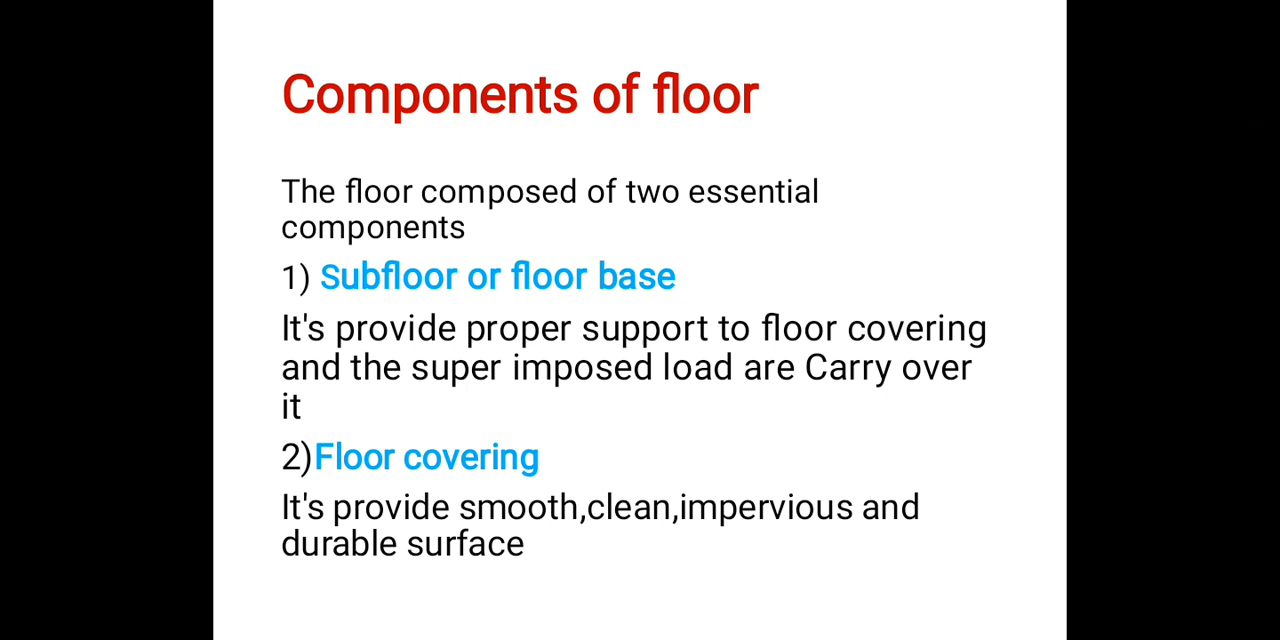 Components of floor
The floor composed of two essential
components
1) Subfloor or floor base
It's provide proper support to floor covering
and the super imposed load are Carry over
it
2)Floor covering
It's provide smooth,clean,impervious and
durable surface